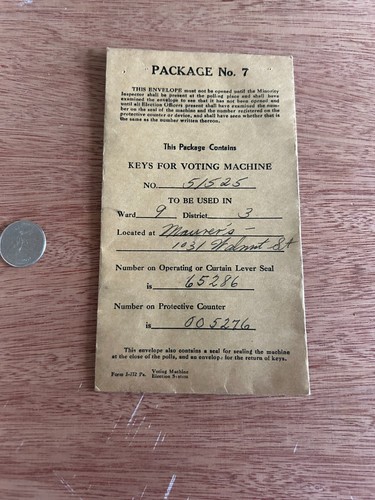 PACKAGE No. 7
THIS ENVELOPE must not be opened until the Minority
Inspector shall be present at the polling place and shall have
examined the envelope to see that it has not been opened and
until all Election Officers present shall have examined the num-
ber on the seal of the machine and the number registered on the
protective counter or device, and shall have seen whether that is
the same as the number written thereon.
This Package Contains
KEYS FOR VOTING MACHINE
NO. 51525
TO BE USED IN
Ward 9 District 3
Located at Maurer's -
1031 Walnut St
Number on Operating or Curtain Lever Seal
is 65286
Number on Protective Counter
is 005276
This envelope also contains a seal for sealing the machine
at the close of the polls, and an envelope for the return of keys.
Voting Machine
Election System